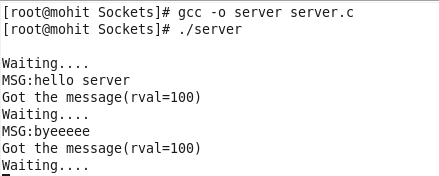 [root@mohit Sockets]# gcc -o server server.c
[root@mohit Sockets]# ./server
Waiting....
MSG:hello server
Got the message(rval=100)
Waiting....
MSG:byeeeee
Got the message(rval=100)
Waiting....